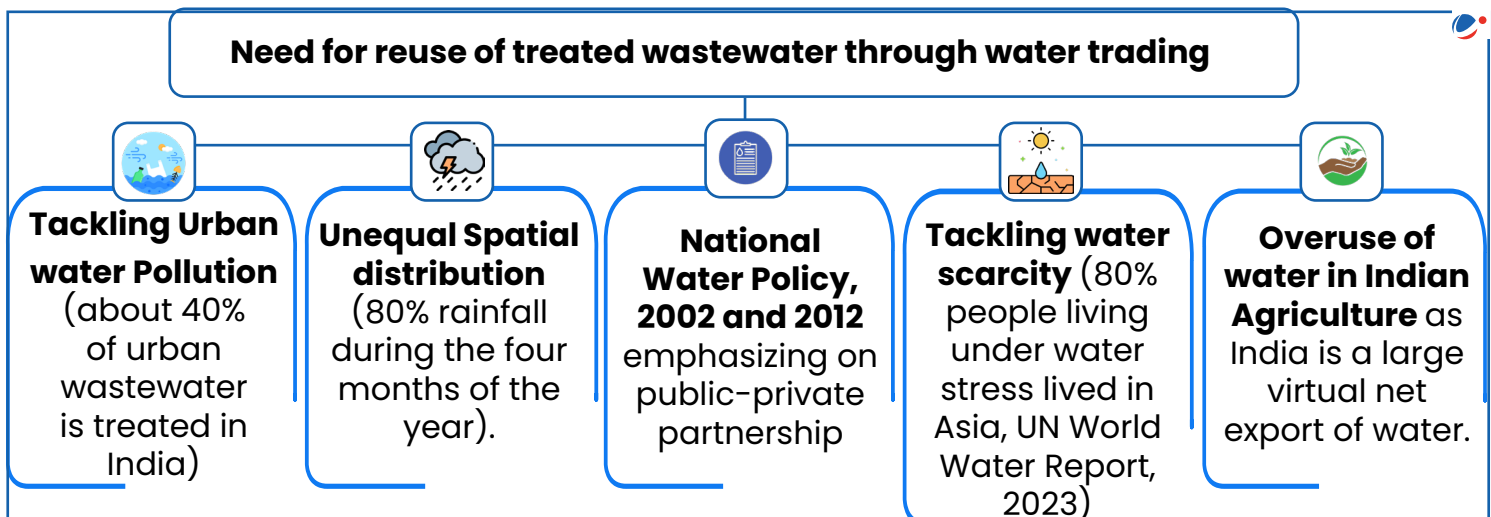 Need for reuse of treated wastewater through water trading
Tackling Urban
water Pollution
(about 40%
of urban
wastewater
is treated in
India)
Unequal Spatial
distribution
(80% rainfall
during the four
months of the
year).
National
Water Policy,
2002 and 2012
emphasizing on
public-private
partnership
Tackling water
scarcity (80%
people living
under water
stress lived in
Asia, UN World
Water Report,
2023)
Overuse of
water in Indian
Agriculture as
India is a large
virtual net
export of water.